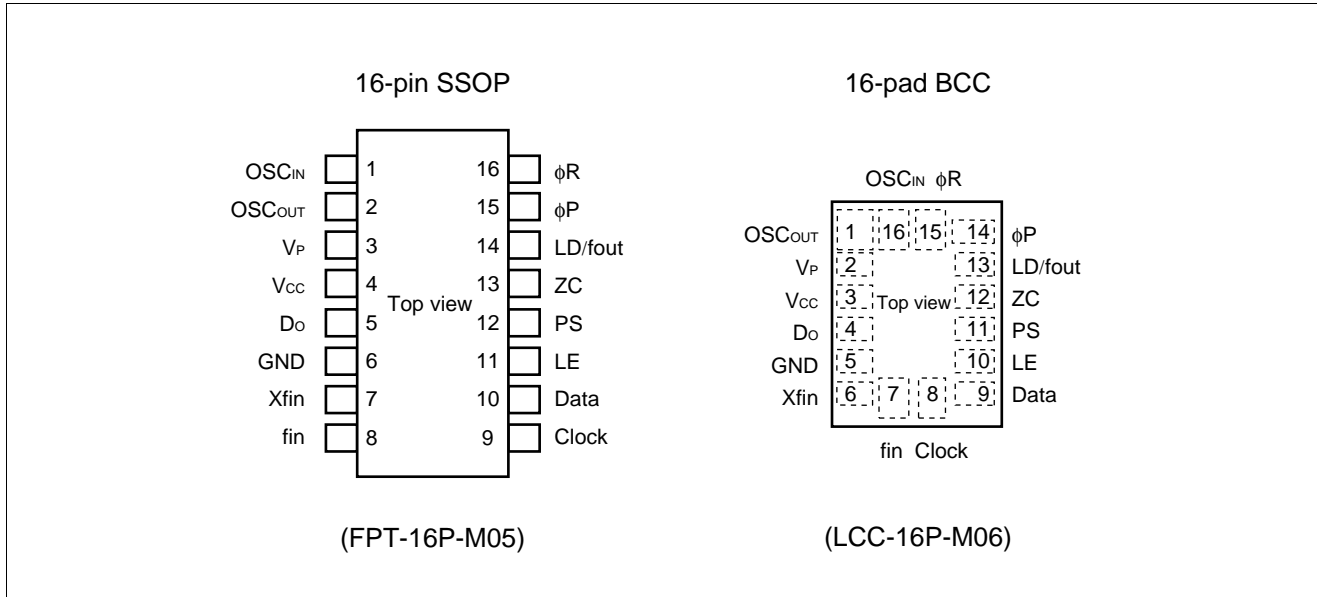 16-pin SSOP
OSCIN 1 16 ϕR
OSCOUT 2 15 ϕP
VP 3 14 LD/fout
VCC 4 13 ZC
Top view
DO 5 12 PS
GND 6 11 LE
Xfin 7 10 Data
fin 8 9 Clock
(FPT-16P-M05)
16-pad BCC
OSCIN ϕR
OSCOUT 1 16 15 14 ϕP
VP 2 13 LD/fout
VCC 3 Top view 12 ZC
DO 4 11 PS
GND 5 10 LE
Xfin 6 7 8 9 Data
fin Clock
(LCC-16P-M06)